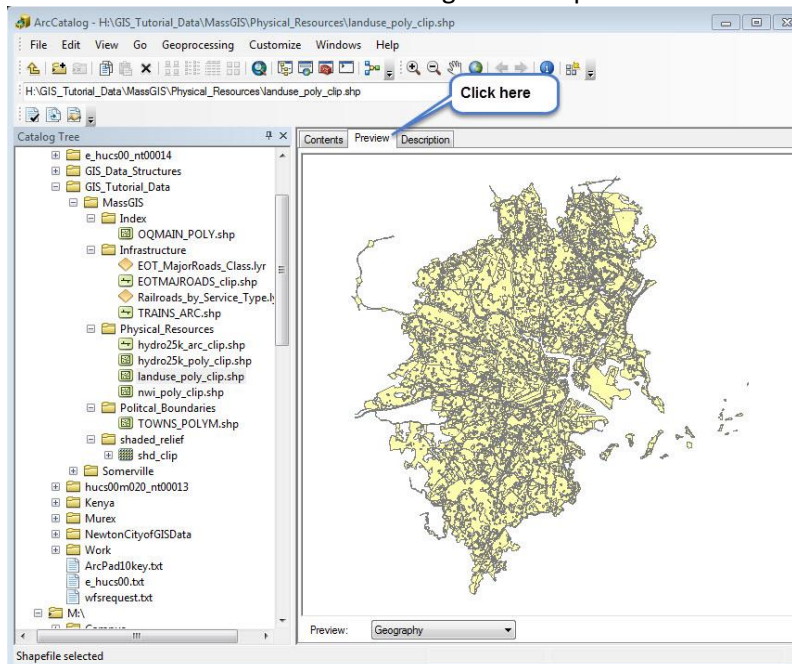 ArcCatalog - H:\GIS_Tutorial_Data\MassGIS\Physical_Resources\landuse_poly_clip.shp
File Edit View Go Geoprocessing Customize Windows Help
H:\GIS_Tutorial_Data\MassGIS\Physical_Resources\landuse_poly_clip.shp
Click here
Catalog Tree
Contents Preview Description
e_hucs00_nt00014
GIS_Data_Structures
GIS_Tutorial_Data
MassGIS
Index
OQMAIN_POLY.shp
Infrastructure
EOT_MajorRoads_Class.lyr
EOTMAJROADS_clip.shp
Railroads_by_Service_Type.ly
TRAINS_ARC.shp
Physical_Resources
hydro25k_arc_clip.shp
hydro25k_poly_clip.shp
landuse_poly_clip.shp
nwi_poly_clip.shp
Politcal_Boundaries
TOWNS_POLYM.shp
shaded_relief
shd_clip
Somerville
hucs00m020_nt00013
Kenya
Murex
NewtonCityofGISData
Work
ArcPad10key.txt
e_hucs00.txt
wfsrequest.txt
M:\
Preview: Geography
Shapefile selected